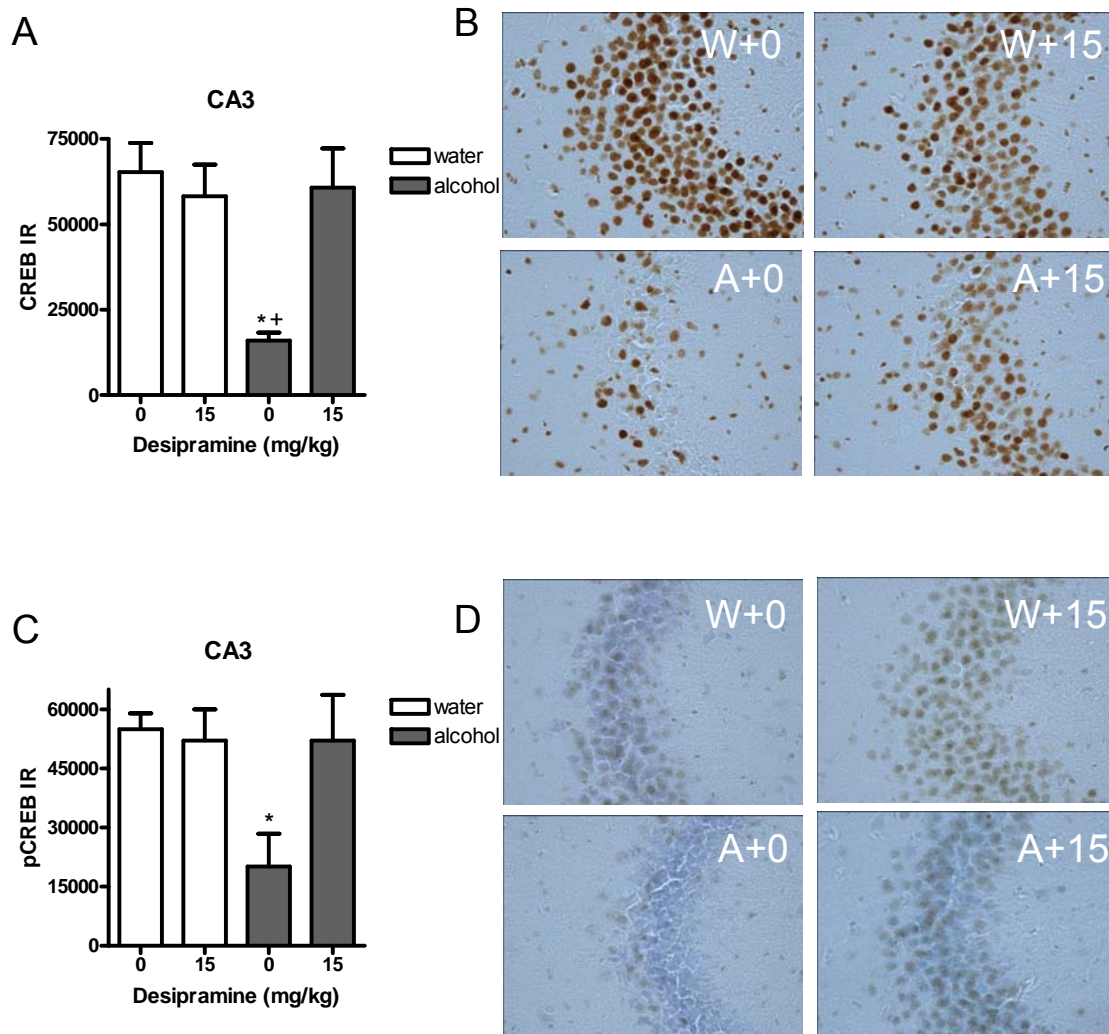 A
CA3
CREB IR
75000
50000
25000
0
*+
0 15 0 15
Desipramine (mg/kg)
water
alcohol
B
W+0
W+15
A+0
A+15
C
CA3
pCREB IR
60000
45000
30000
15000
0
*
0 15 0 15
Desipramine (mg/kg)
water
alcohol
D
W+0
W+15
A+0
A+15